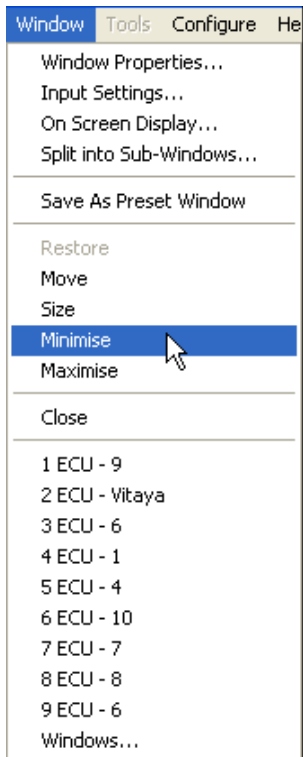 Window Tools Configure He
Window Properties...
Input Settings...
On Screen Display...
Split into Sub-Windows...
Save As Preset Window
Restore
Move
Size
Minimise
Maximise
Close
1 ECU - 9
2 ECU - Vitaya
3 ECU - 6
4 ECU - 1
5 ECU - 4
6 ECU - 10
7 ECU - 7
8 ECU - 8
9 ECU - 6
Windows...